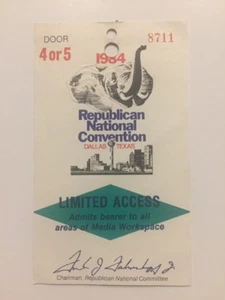 DOOR
4 or 5
8711
1984
Republican
National
Convention
DALLAS, TEXAS
LIMITED ACCESS
Admits bearer to all
areas of Media Workspace
Chairman, Republican National Committee